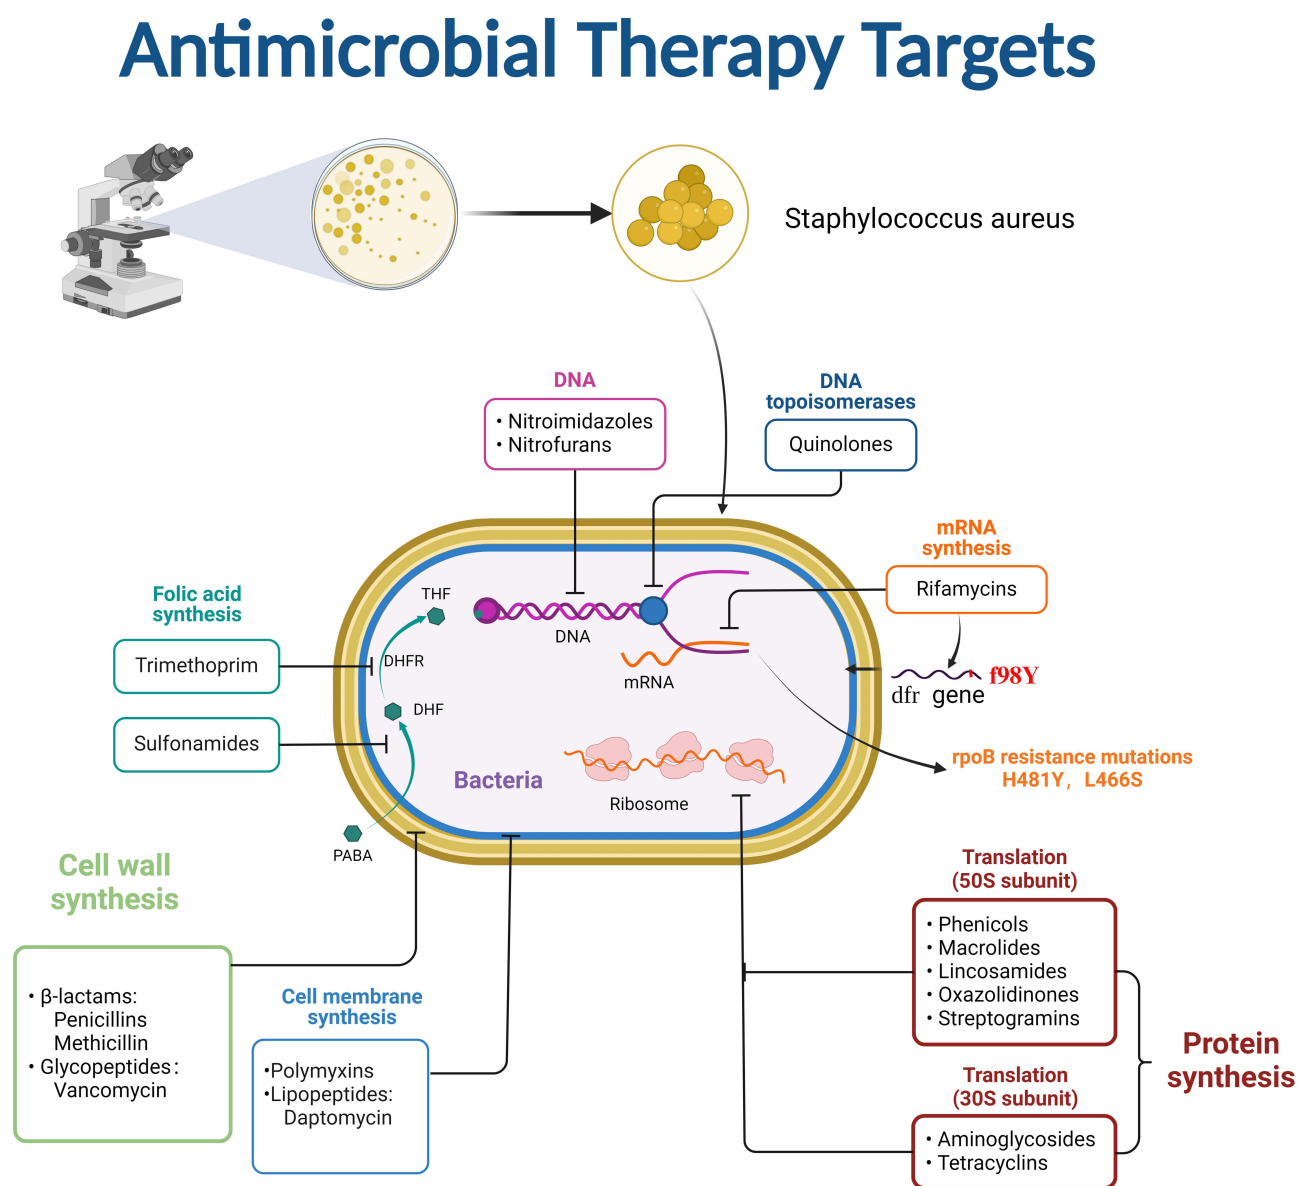 Antimicrobial Therapy Targets
Staphylococcus aureus
DNA
• Nitroimidazoles
• Nitrofurans
DNA
topoisomerases
Quinolones
mRNA
synthesis
Rifamycins
Folic acid
synthesis
Trimethoprim
Sulfonamides
THF
DHFR
DHF
PABA
DNA
mRNA
Bacteria
Ribosome
f98Y
dfr gene
rpoB resistance mutations
H481Y, L466S
Cell wall
synthesis
• β-lactams:
Penicillins
Methicillin
• Glycopeptides:
Vancomycin
Cell membrane
synthesis
•Polymyxins
•Lipopeptides:
Daptomycin
Translation
(50S subunit)
• Phenicols
• Macrolides
• Lincosamides
• Oxazolidinones
• Streptogramins
Translation
(30S subunit)
• Aminoglycosides
• Tetracyclins
Protein
synthesis